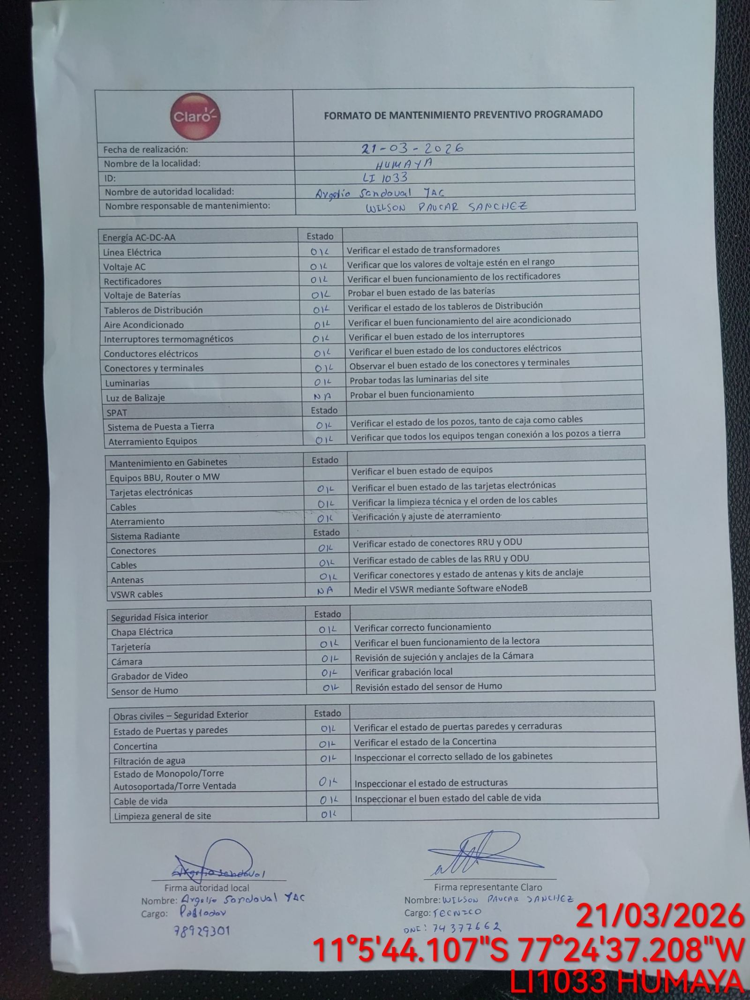 Claro
FORMATO DE MANTENIMIENTO PREVENTIVO PROGRAMADO
Fecha de realización: 21-03-2026
Nombre de la localidad: HUMAYA
ID: LI 1033
Nombre de autoridad localidad: Argelio Sandoval YAC
Nombre responsable de mantenimiento: WILSON PAUCAR SANCHEZ
Energía AC-DC-AA Estado
Línea Eléctrica OK Verificar el estado de transformadores
Voltaje AC OK Verificar que los valores de voltaje estén en el rango
Rectificadores OK Verificar el buen funcionamiento de los rectificadores
Voltaje de Baterías OK Probar el buen estado de las baterías
Tableros de Distribución OK Verificar el estado de los tableros de Distribución
Aire Acondicionado OK Verificar el buen funcionamiento del aire acondicionado
Interruptores termomagnéticos OK Verificar el buen estado de los interruptores
Conductores eléctricos OK Verificar el buen estado de los conductores eléctricos
Conectores y terminales OK Observar el buen estado de los conectores y terminales
Luminarias OK Probar todas las luminarias del site
Luz de Balizaje NA Probar el buen funcionamiento
SPAT Estado
Sistema de Puesta a Tierra OK Verificar el estado de los pozos, tanto de caja como cables
Aterramiento Equipos OK Verificar que todos los equipos tengan conexión a los pozos a tierra
Mantenimiento en Gabinetes Estado
Equipos BBU, Router o MW Verificar el buen estado de equipos
Tarjetas electrónicas OK Verificar el buen estado de las tarjetas electrónicas
Cables OK Verificar la limpieza técnica y el orden de los cables
Aterramiento OK Verificación y ajuste de aterramiento
Sistema Radiante Estado
Conectores OK Verificar estado de conectores RRU y ODU
Cables OK Verificar estado de cables de las RRU y ODU
Antenas OK Verificar conectores y estado de antenas y kits de anclaje
VSWR cables NA Medir el VSWR mediante Software eNodeB
Seguridad Física interior Estado
Chapa Eléctrica OK Verificar correcto funcionamiento
Tarjetería OK Verificar el buen funcionamiento de la lectora
Cámara OK Revisión de sujeción y anclajes de la Cámara
Grabador de Video OK Verificar grabación local
Sensor de Humo OK Revisión estado del sensor de Humo
Obras civiles – Seguridad Exterior Estado
Estado de Puertas y paredes OK Verificar el estado de puertas paredes y cerraduras
Concertina OK Verificar el estado de la Concertina
Filtración de agua OK Inspeccionar el correcto sellado de los gabinetes
Estado de Monopolo/Torre
Autosoportada/Torre Ventada OK Inspeccionar el estado de estructuras
Cable de vida OK Inspeccionar el buen estado del cable de vida
Limpieza general de site OK
Argelio Sandoval
Firma autoridad local
Nombre: Argelio Sandoval YAC
Cargo: Poblador
78929301
Firma representante Claro
Nombre: WILSON PAUCAR SANCHEZ
Cargo: TECNICO
DNI: 74377662
21/03/2026
11°5'44.107"S 77°24'37.208"W
LI1033 HUMAYA